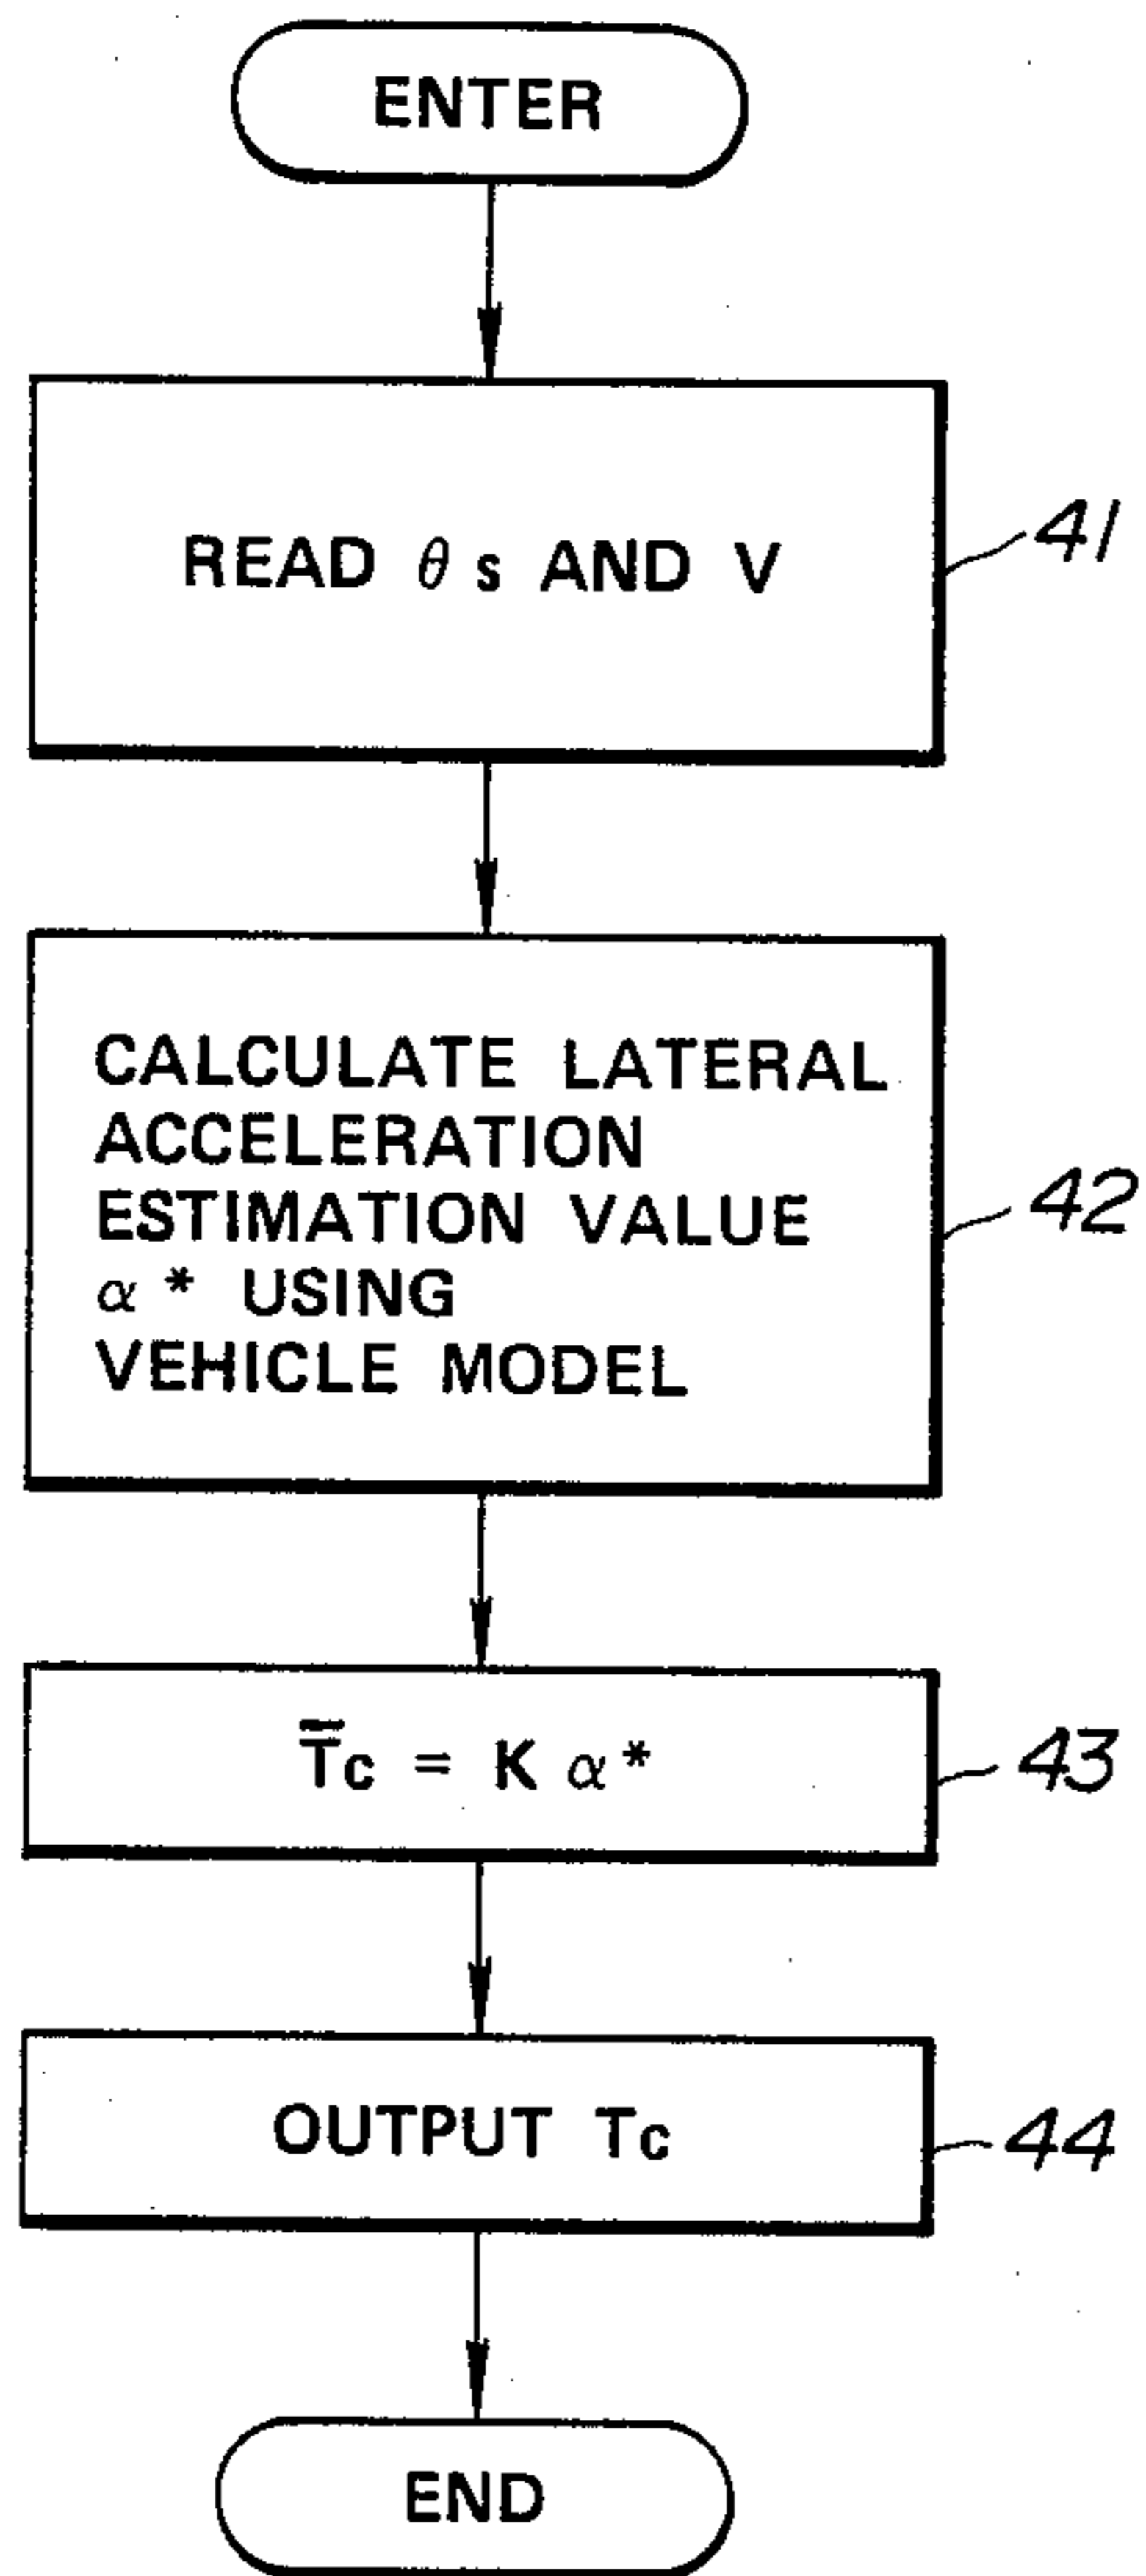 ENTER
READ θs AND V
41
CALCULATE LATERAL
ACCELERATION
ESTIMATION VALUE
α* USING
VEHICLE MODEL
42
T̅c = K α*
43
OUTPUT Tc
44
END